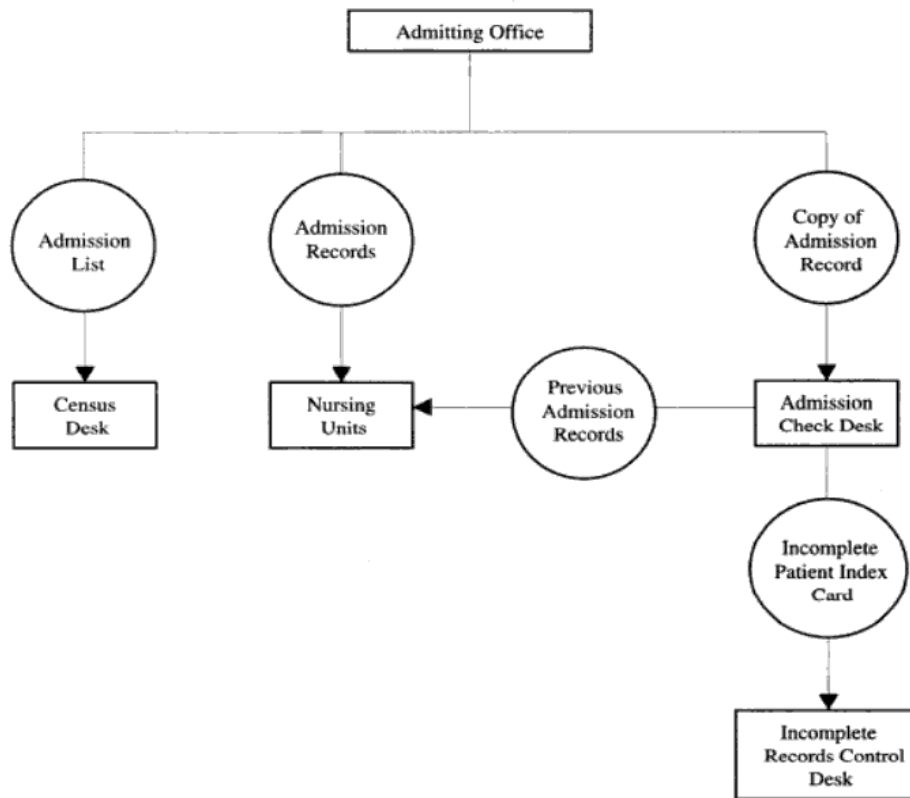 Admitting Office
Admission
List
Admission
Records
Copy of
Admission
Record
Census
Desk
Nursing
Units
Previous
Admission
Records
Admission
Check Desk
Incomplete
Patient Index
Card
Incomplete
Records Control
Desk